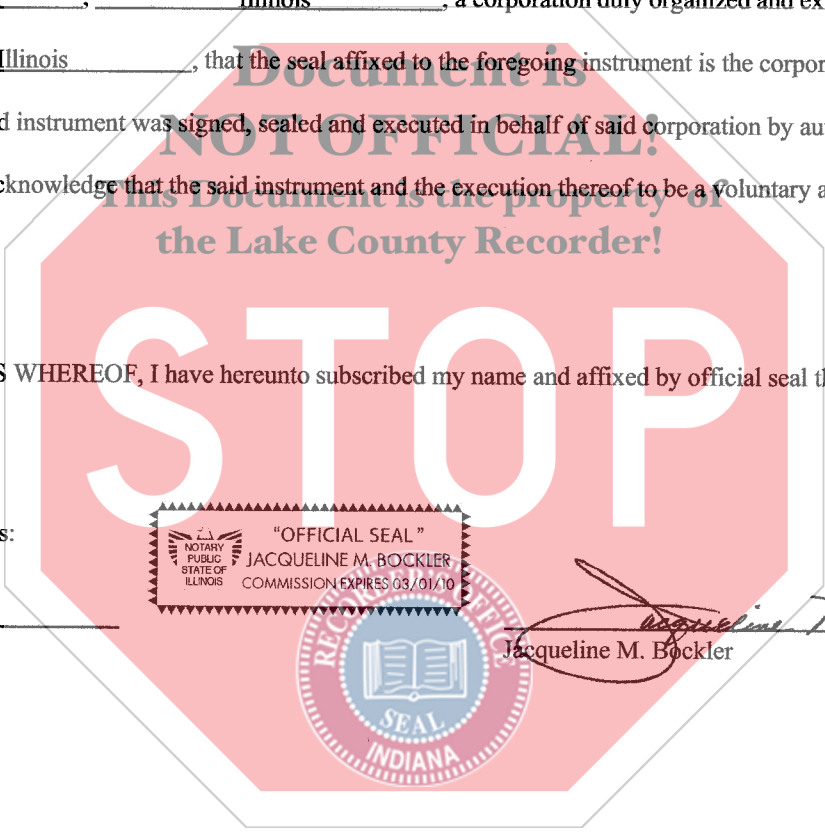 Illinois, a corporation duly organized and ex
Illinois, that the seal affixed to the foregoing instrument is the corpor
d instrument was signed, sealed and executed in behalf of said corporation by au
cknowledge that the said instrument and the execution thereof to be a voluntary a
Document is
NOT OFFICIAL!
This Document is the property of
the Lake County Recorder!
STOP
S WHEREOF, I have hereunto subscribed my name and affixed by official seal th
s:
"OFFICIAL SEAL"
NOTARY
PUBLIC
STATE OF
ILLINOIS
JACQUELINE M. BOCKLER
COMMISSION EXPIRES 03/01/10
Jacqueline
Jacqueline M. Bockler
RECORDER'S OFFICE
SEAL
INDIANA